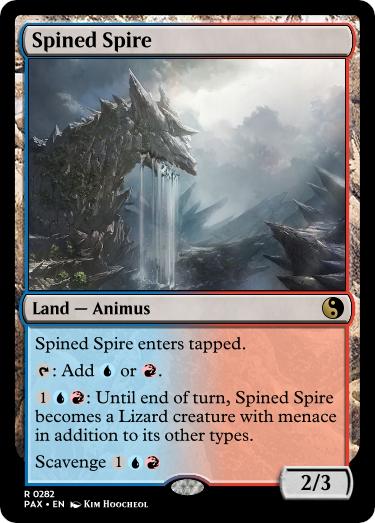 Spined Spire
Land — Animus
Spined Spire enters tapped.
: Add or .
1 : Until end of turn, Spined Spire
becomes a Lizard creature with menace
in addition to its other types.
Scavenge 1
2/3
R 0282
PAX • EN Kim Hoocheol